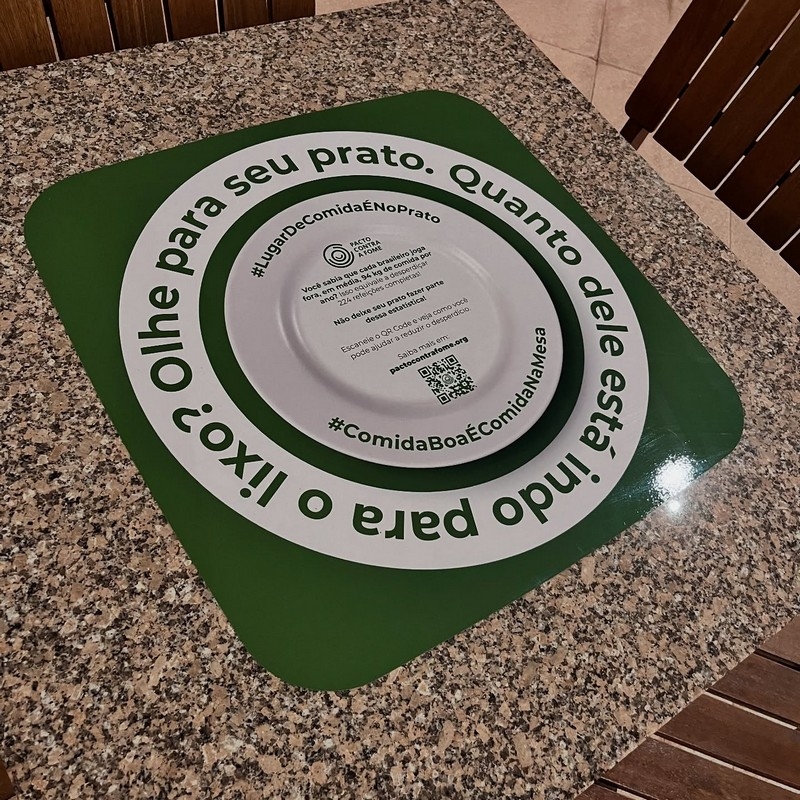 Olhe para seu prato. Quanto dele está indo para o lixo?
#LugarDeComidaÉNoPrato
PACTO
CONTRA
A FOME
Você sabia que cada brasileiro joga
fora, em média, 94 kg de comida por
ano? Isso equivale a desperdiçar
224 refeições completas!
Não deixe seu prato fazer parte
dessa estatística!
Escaneie o QR Code e veja como você
pode ajudar a reduzir o desperdício.
Saiba mais em:
pactocontrafome.org
#ComidaBoaÉComidaNaMesa